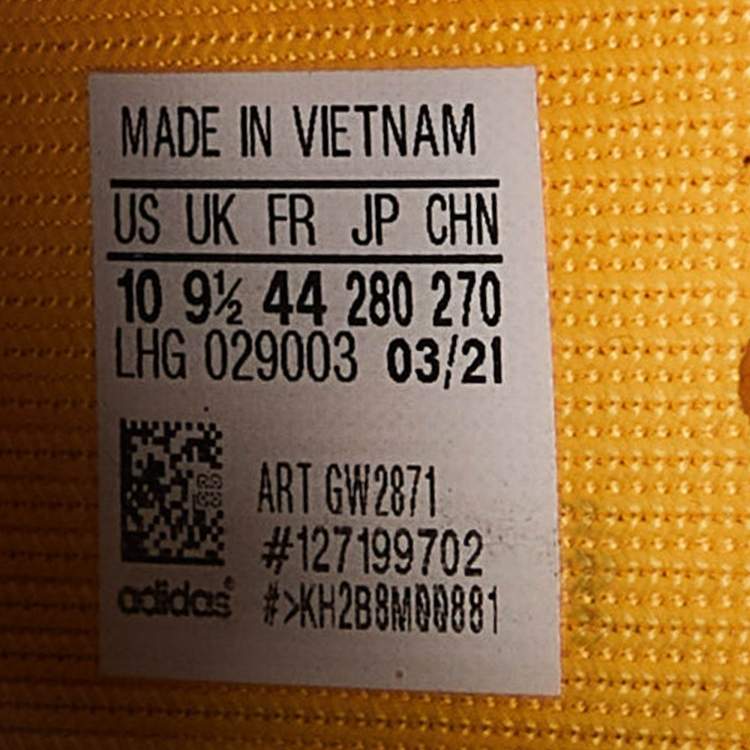 MADE IN VIETNAM
US UK FR JP CHN
10 9½ 44 280 270
LHG 029003 03/21
ART GW2871
#127199702
adidas®
#>KH2B8M00881